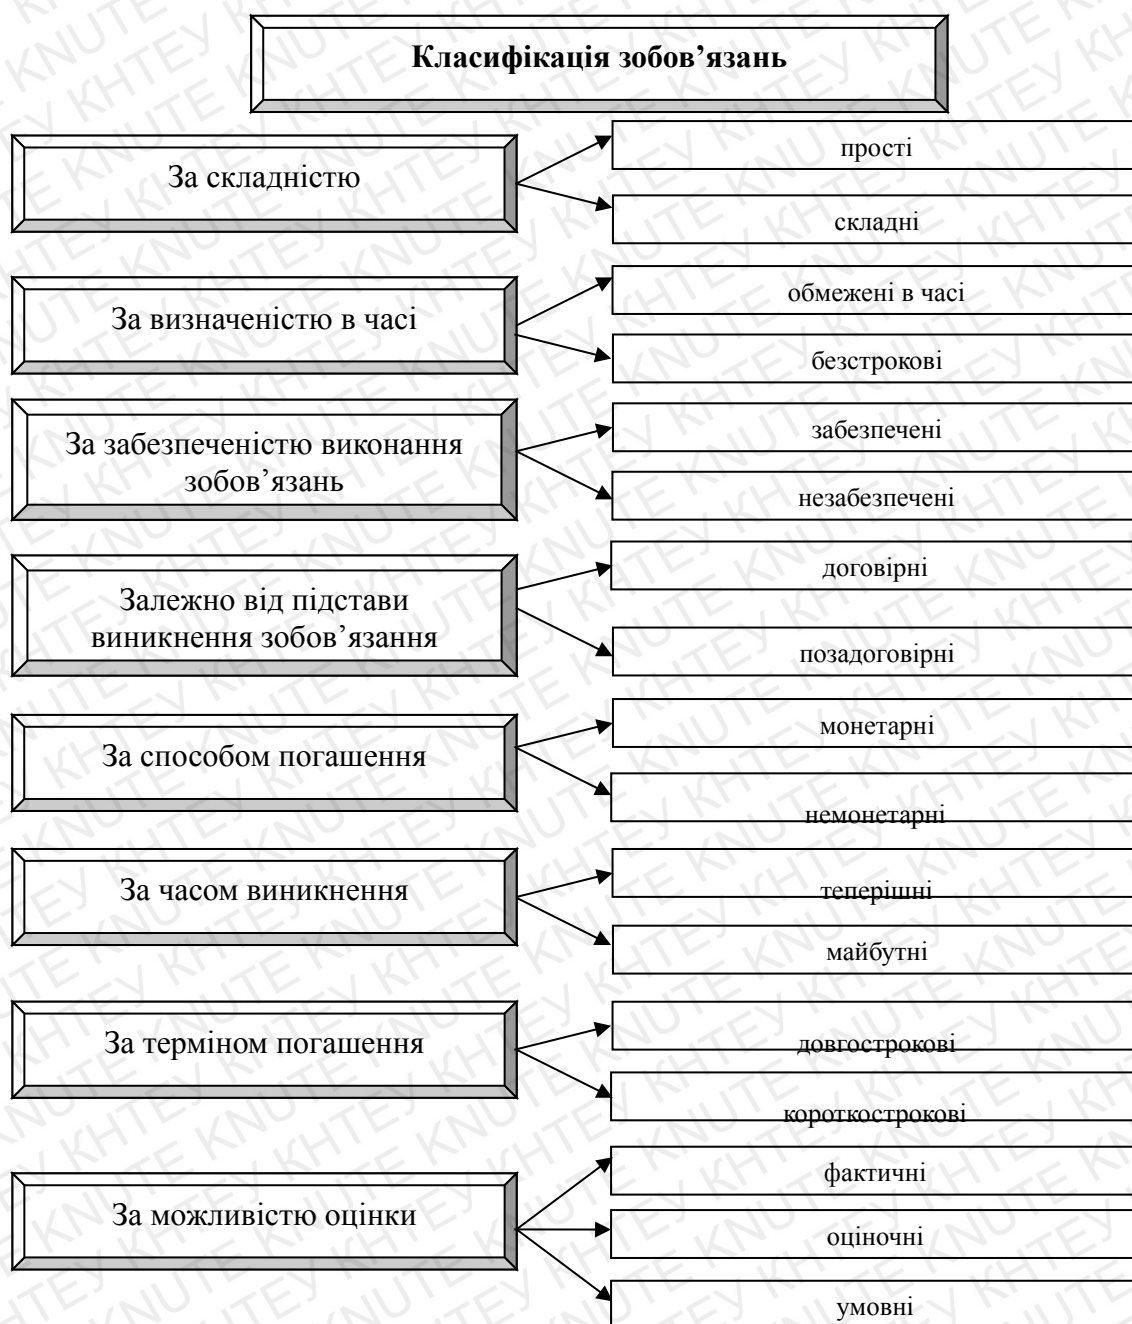 Класифікація зобов’язань
За складністю
прості
складні
За визначеністю в часі
обмежені в часі
безстрокові
За забезпеченістю виконання
зобов’язань
забезпечені
незабезпечені
Залежно від підстави
виникнення зобов’язання
договірні
позадоговірні
За способом погашення
монетарні
немонетарні
За часом виникнення
теперішні
майбутні
За терміном погашення
довгострокові
короткострокові
За можливістю оцінки
фактичні
оціночні
умовні